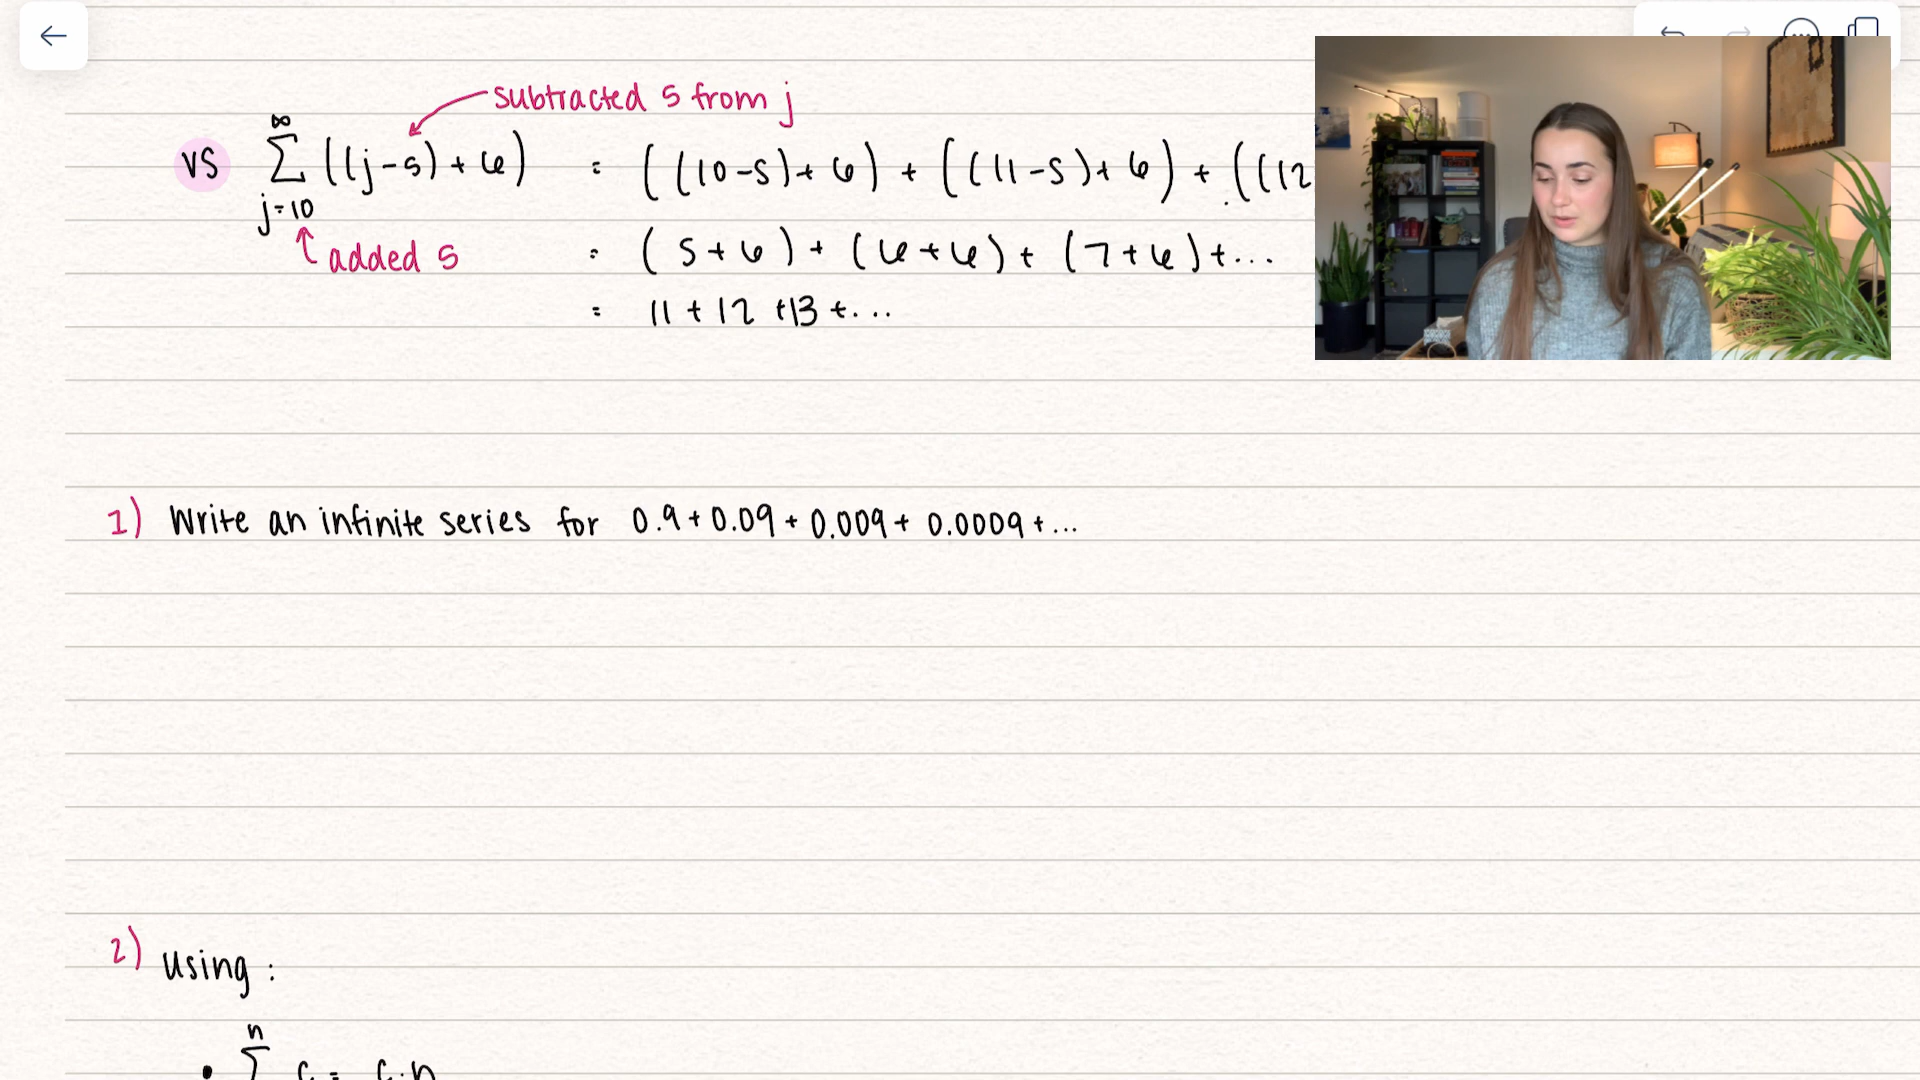 subtracted 5 from j
vs ∞ Σ j=10 ((j-5)+6) = ((10-5)+6) + ((11-5)+6) + ((12
added 5
= (5+6) + (6+6) + (7+6)+...
= 11+12+13+...
1) Write an infinite series for 0.9+0.09+0.009+0.0009+...
2) Using:
• n Σ c = c·n